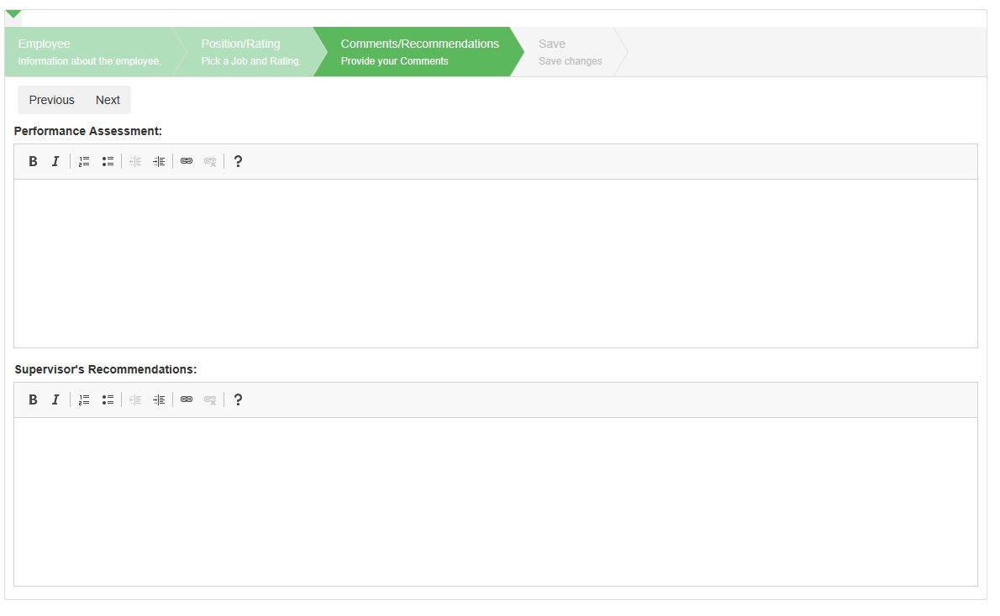 Employee
Information about the employee.
Position/Rating
Pick a Job and Rating.
Comments/Recommendations
Provide your Comments
Save
Save changes
Previous Next
Performance Assessment:
B I ?
Supervisor's Recommendations:
B I ?